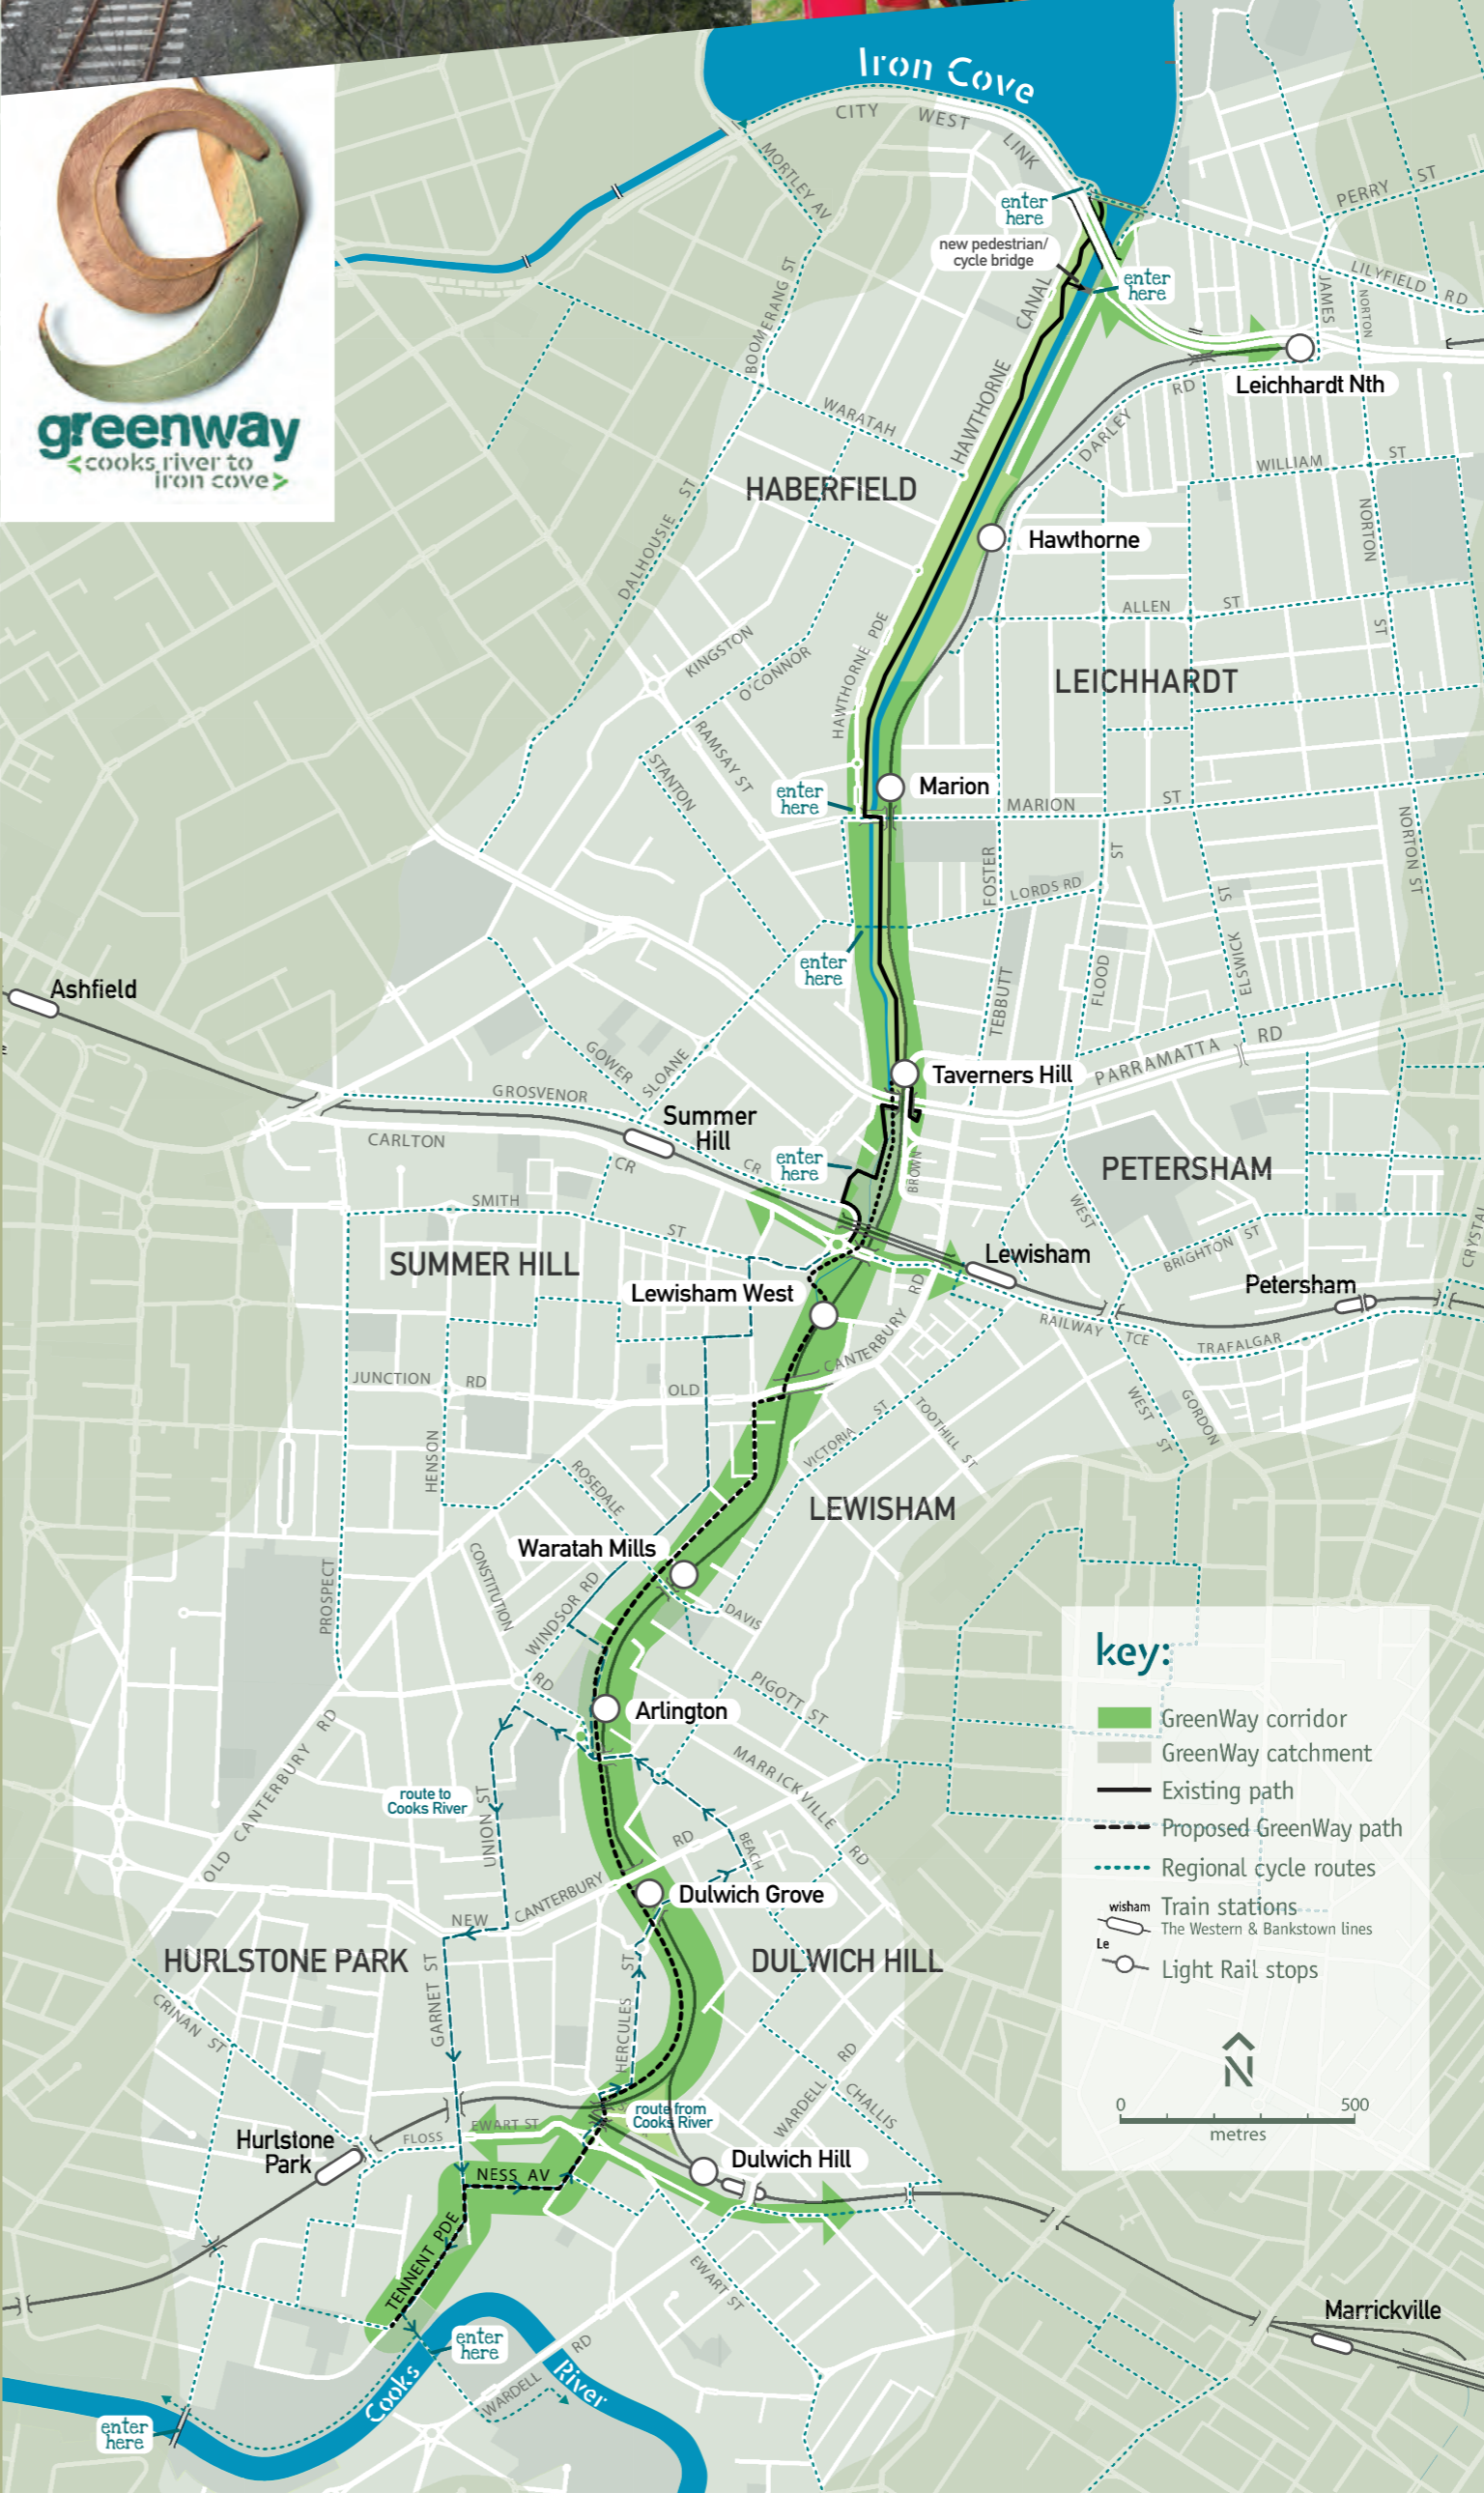 Iron Cove
CITY WEST LINK
MORTLEY AV
enter
here
new pedestrian/
cycle bridge
enter
here
PERRY ST
LILYFIELD RD
JAMES
NORTON
BOOMERANG ST
HAWTHORNE CANAL
Leichhardt Nth
greenway
<cooks river to
iron cove>
WARATAH
DARLEY RD
WILLIAM ST
HABERFIELD
NORTON ST
DALHOUSIE ST
Hawthorne
ALLEN ST
KINGSTON
O'CONNOR
HAWTHORNE PDE
LEICHHARDT
RAMSAY ST
STANTON
enter
here
Marion
MARION ST
NORTON ST
FOSTER
ST
LORDS RD
ST
ELSWICK
enter
here
Ashfield
TEBBUTT
FLOOD
GOWER
SLOANE
GROSVENOR
CARLTON
CR
Summer
Hill
CR
Taverners Hill
PARRAMATTA RD
enter
here
BROWN
PETERSHAM
SMITH ST
WEST
SUMMER HILL
BRIGHTON ST
CRYSTAL
Lewisham
Lewisham West
Petersham
RD
RAILWAY TCE
TRAFALGAR
CANTERBURY
JUNCTION RD
OLD
WEST ST
GORDON
VICTORIA ST
TOOTHILL ST
HENSON
ROSEDALE
LEWISHAM
Waratah Mills
CONSTITUTION
RD
WINDSOR RD
PROSPECT
DAVIS
PIGOTT ST
Arlington
OLD CANTERBURY RD
MARRICKVILLE RD
route to
Cooks River
UNION ST
BEACH
NEW CANTERBURY RD
Dulwich Grove
HURLSTONE PARK
DULWICH HILL
GARNET ST
CRINAN ST
HERCULES ST
WARDELL RD
CHALLIS
route from
Cooks River
EWART ST
FLOSS
Hurlstone
Park
NESS AV
Dulwich Hill
TENNENT PDE
EWART ST
Marrickville
enter
here
WARDELL RD
Cooks River
enter
here
key:
GreenWay corridor
GreenWay catchment
Existing path
Proposed GreenWay path
Regional cycle routes
wisham
Train stations
The Western & Bankstown lines
Le
Light Rail stops
N
0 500
metres